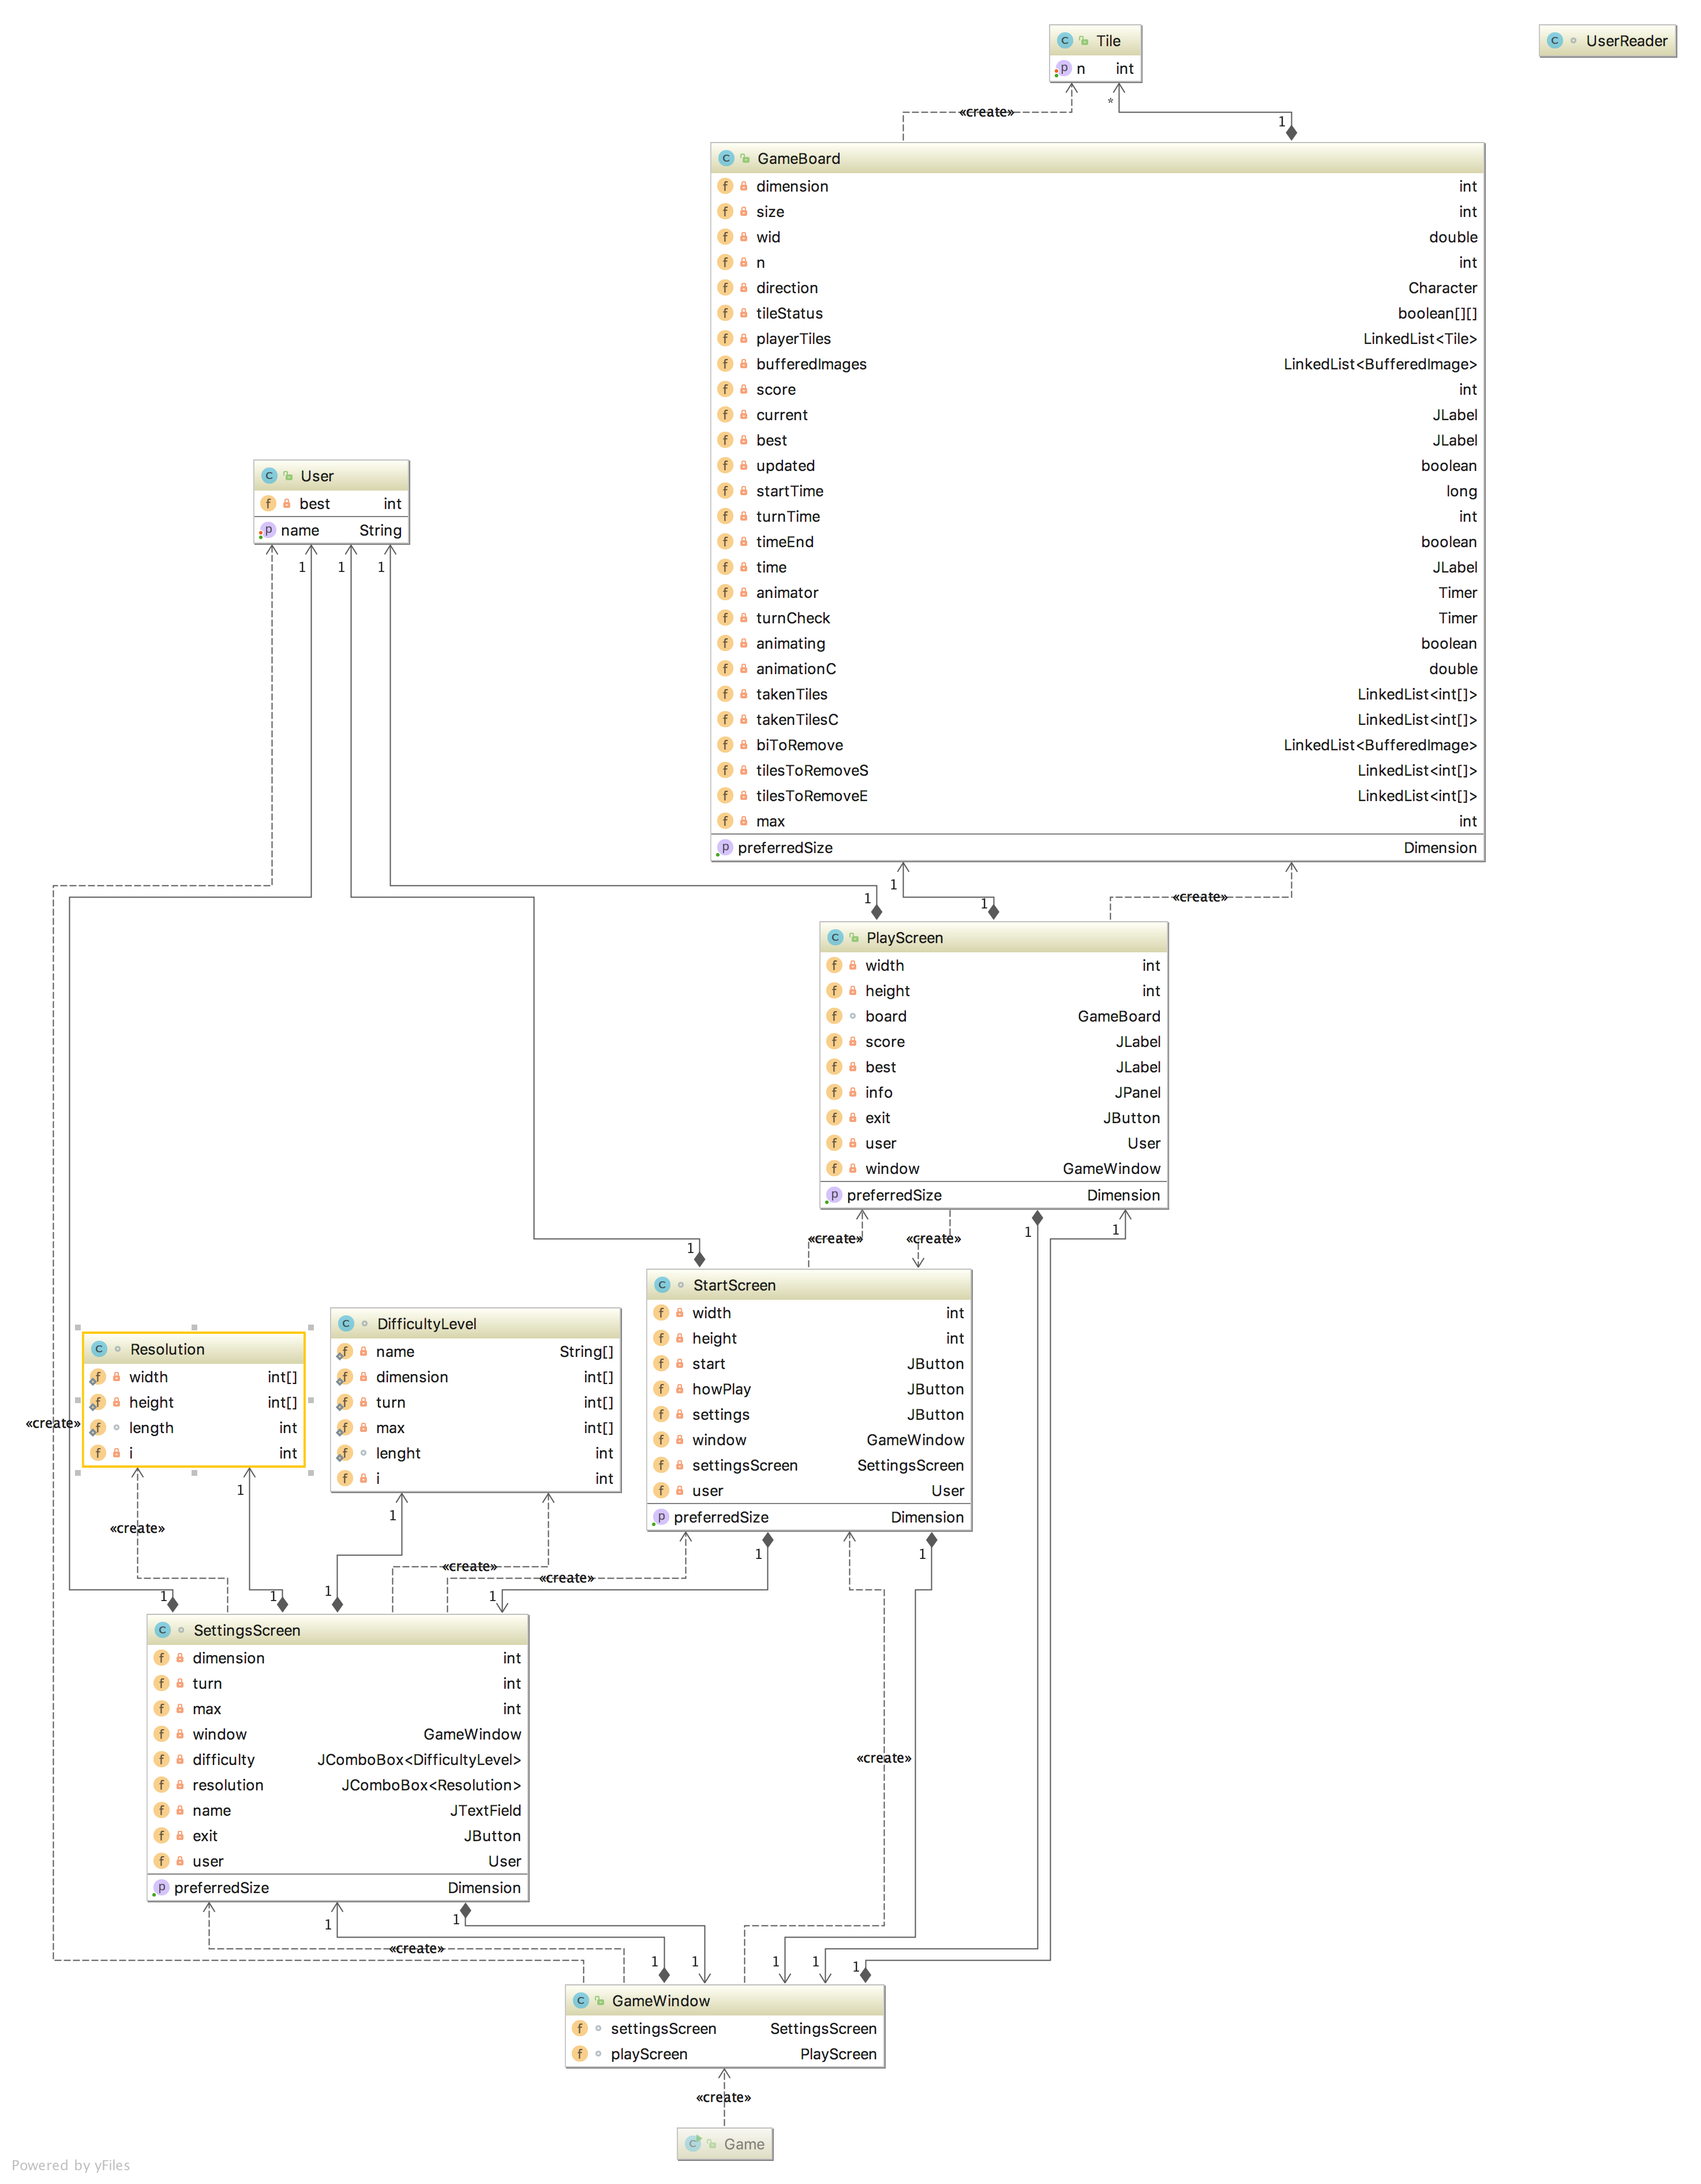 Tile
n int
UserReader
«create»
*
1
GameBoard
dimension int
size int
wid double
n int
direction Character
tileStatus boolean[][]
playerTiles LinkedList<Tile>
bufferedImages LinkedList<BufferedImage>
score int
current JLabel
best JLabel
updated boolean
startTime long
turnTime int
timeEnd boolean
time JLabel
animator Timer
turnCheck Timer
animating boolean
animationC double
takenTiles LinkedList<int[]>
takenTilesC LinkedList<int[]>
biToRemove LinkedList<BufferedImage>
tilesToRemoveS LinkedList<int[]>
tilesToRemoveE LinkedList<int[]>
max int
preferredSize Dimension
User
best int
name String
1 1 1
1
1 1
«create»
PlayScreen
width int
height int
board GameBoard
score JLabel
best JLabel
info JPanel
exit JButton
user User
window GameWindow
preferredSize Dimension
1 1
«create» «create»
1
StartScreen
width int
height int
start JButton
howPlay JButton
settings JButton
window GameWindow
settingsScreen SettingsScreen
user User
preferredSize Dimension
DifficultyLevel
name String[]
dimension int[]
turn int[]
max int[]
lenght int
i int
Resolution
width int[]
height int[]
length int
i int
«create»
1
1
«create»
1 1
«create»
«create»
1 1 1 1
SettingsScreen
dimension int
turn int
max int
window GameWindow
difficulty JComboBox<DifficultyLevel>
resolution JComboBox<Resolution>
name JTextField
exit JButton
user User
preferredSize Dimension
«create»
1 1
«create»
1 1 1 1 1
GameWindow
settingsScreen SettingsScreen
playScreen PlayScreen
«create»
Game
Powered by yFiles